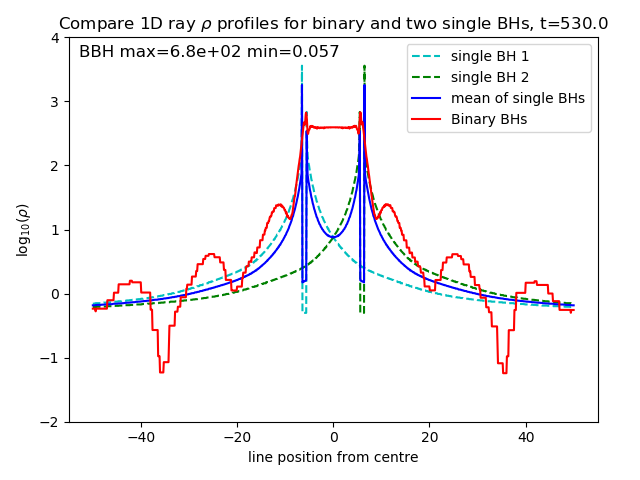 Compare 1D ray ρ profiles for binary and two single BHs, t=530.0
BBH max=6.8e+02 min=0.057
single BH 1
single BH 2
mean of single BHs
Binary BHs
log₁₀(ρ)
4
3
2
1
0
−1
−2
−40 −20 0 20 40
line position from centre